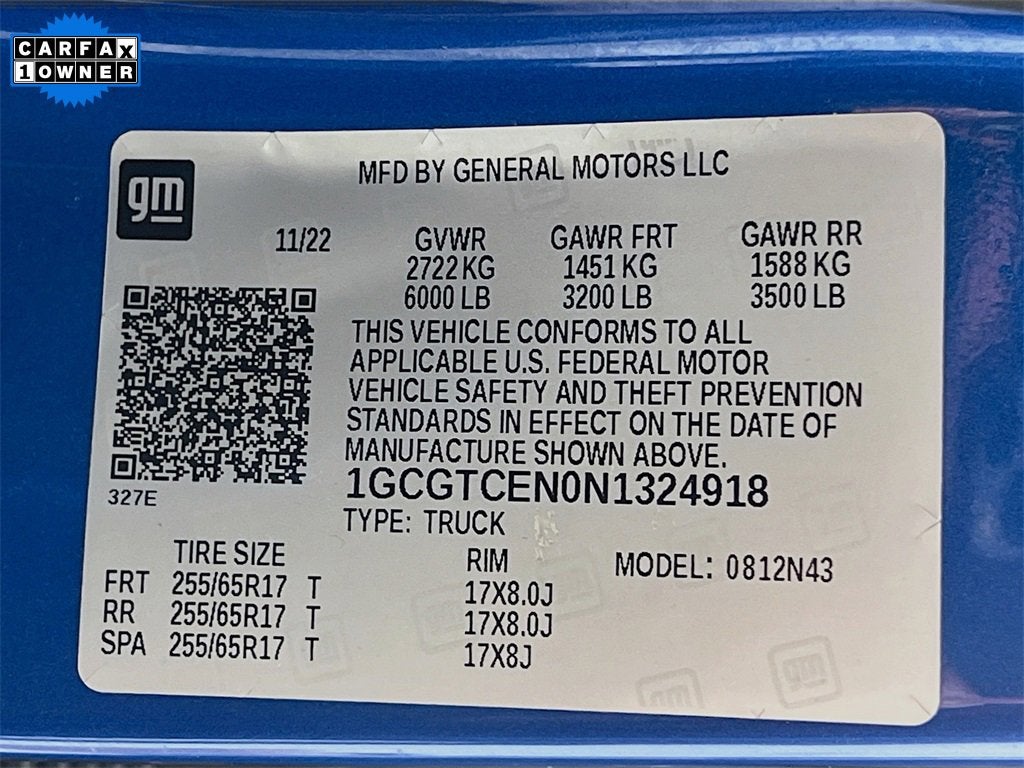 CARFAX
1 OWNER
gm
MFD BY GENERAL MOTORS LLC
11/22 GVWR GAWR FRT GAWR RR
2722 KG 1451 KG 1588 KG
6000 LB 3200 LB 3500 LB
THIS VEHICLE CONFORMS TO ALL
APPLICABLE U.S. FEDERAL MOTOR
VEHICLE SAFETY AND THEFT PREVENTION
STANDARDS IN EFFECT ON THE DATE OF
MANUFACTURE SHOWN ABOVE.
327E
1GCGTCEN0N1324918
TYPE: TRUCK
TIRE SIZE RIM MODEL: 0812N43
FRT 255/65R17 T 17X8.0J
RR 255/65R17 T 17X8.0J
SPA 255/65R17 T 17X8J